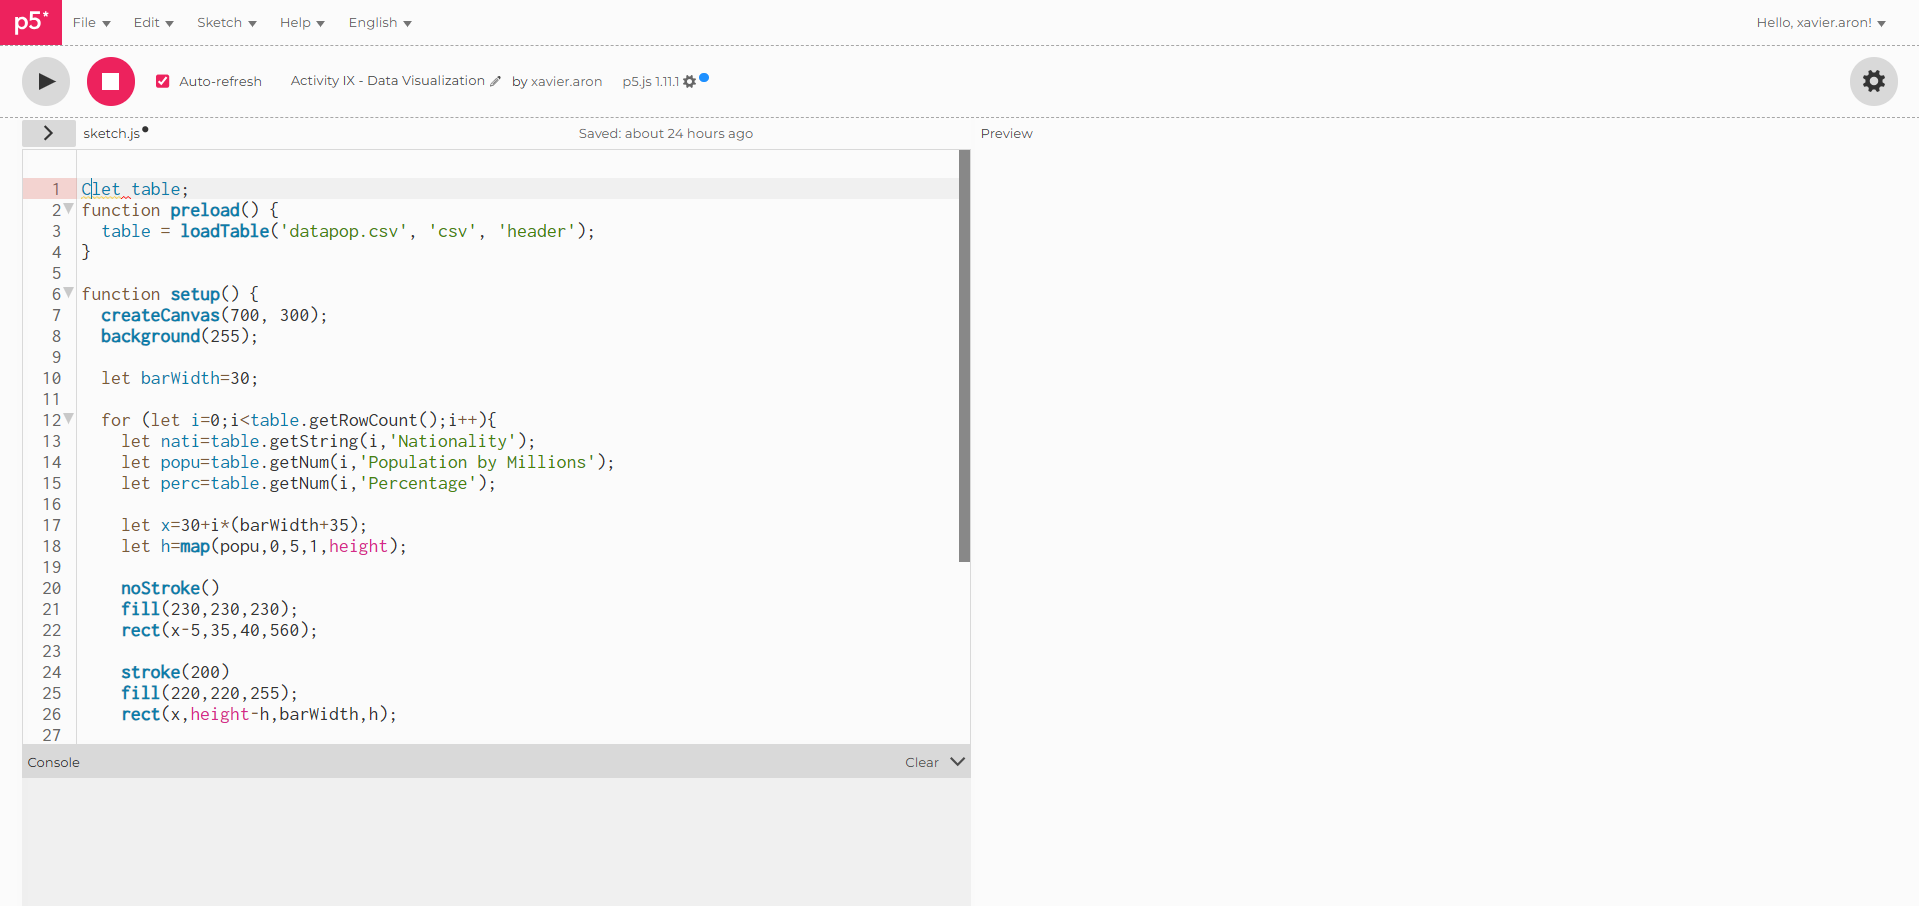 p5*
File Edit Sketch Help English Hello, xavier.aron!
Auto-refresh Activity IX - Data Visualization by xavier.aron p5.js 1.11.1
sketch.js Saved: about 24 hours ago Preview
1 Clet table;
2 function preload() {
3 table = loadTable('datapop.csv', 'csv', 'header');
4 }
5
6 function setup() {
7 createCanvas(700, 300);
8 background(255);
9
10 let barWidth=30;
11
12 for (let i=0;i<table.getRowCount();i++){
13 let nati=table.getString(i,'Nationality');
14 let popu=table.getNum(i,'Population by Millions');
15 let perc=table.getNum(i,'Percentage');
16
17 let x=30+i*(barWidth+35);
18 let h=map(popu,0,5,1,height);
19
20 noStroke()
21 fill(230,230,230);
22 rect(x-5,35,40,560);
23
24 stroke(200)
25 fill(220,220,255);
26 rect(x,height-h,barWidth,h);
27
Console Clear